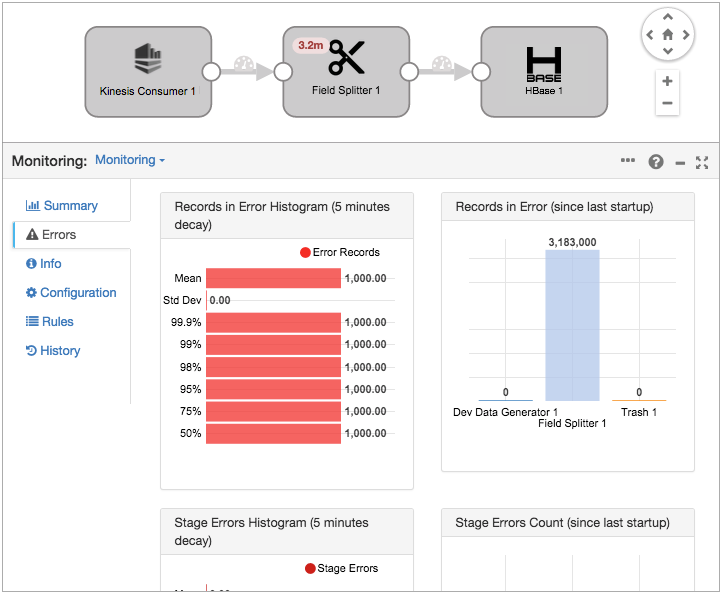 3.2m
H
BASE
Kinesis Consumer 1
Field Splitter 1
HBase 1
Monitoring: Monitoring
Summary
Errors
Info
Configuration
Rules
History
Records in Error Histogram (5 minutes
decay)
Error Records
Mean 1,000.00
Std Dev 0.00
99.9% 1,000.00
99% 1,000.00
98% 1,000.00
95% 1,000.00
75% 1,000.00
50% 1,000.00
Records in Error (since last startup)
3,183,000
0 0
Dev Data Generator 1 Trash 1
Field Splitter 1
Stage Errors Histogram (5 minutes
decay)
Stage Errors
Stage Errors Count (since last startup)